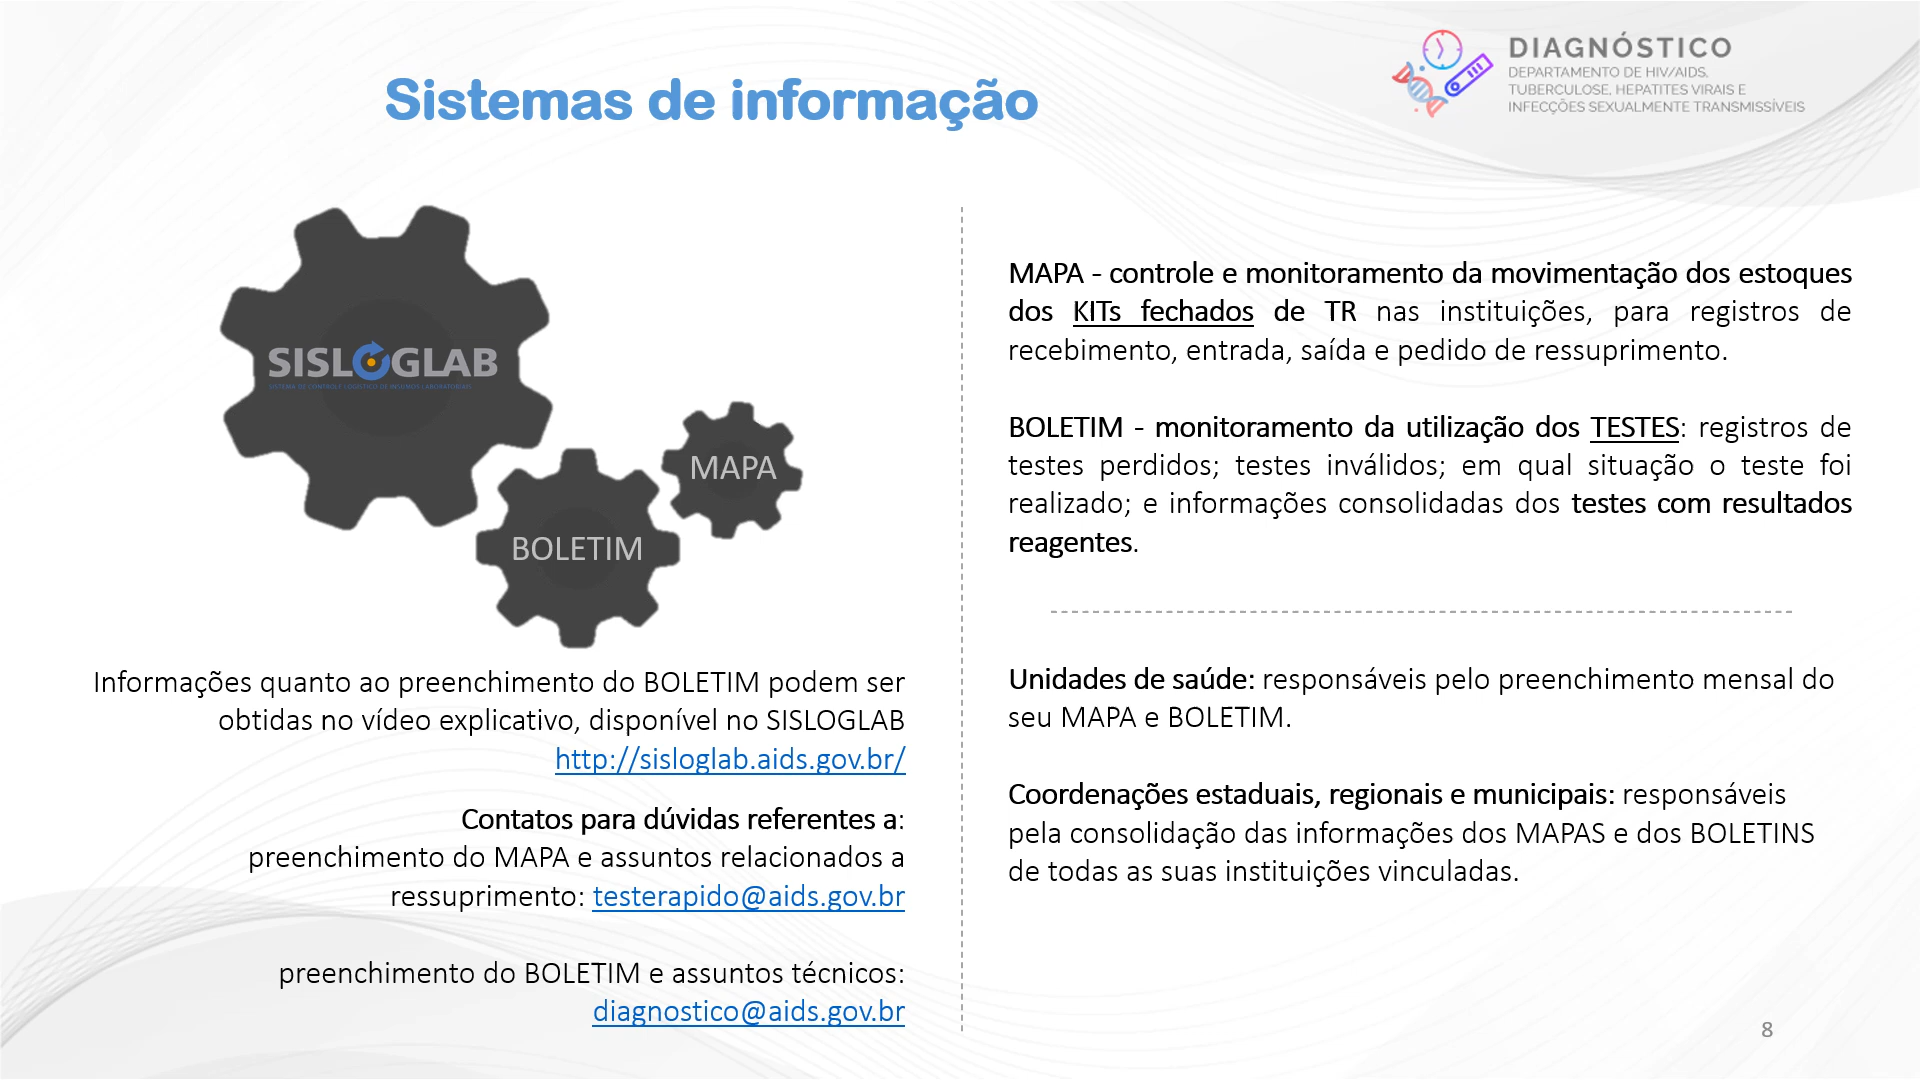 Sistemas de informação
DIAGNÓSTICO
DEPARTAMENTO DE HIV/AIDS,
TUBERCULOSE, HEPATITES VIRAIS E
INFECÇÕES SEXUALMENTE TRANSMISSÍVEIS
SISLOGLAB
SISTEMA DE CONTROLE LOGÍSTICO DE INSUMOS LABORATORIAIS
MAPA
BOLETIM
Informações quanto ao preenchimento do BOLETIM podem ser
obtidas no vídeo explicativo, disponível no SISLOGLAB
http://sisloglab.aids.gov.br/
Contatos para dúvidas referentes a:
preenchimento do MAPA e assuntos relacionados a
ressuprimento: testerapido@aids.gov.br
preenchimento do BOLETIM e assuntos técnicos:
diagnostico@aids.gov.br
MAPA - controle e monitoramento da movimentação dos estoques
dos KITs fechados de TR nas instituições, para registros de
recebimento, entrada, saída e pedido de ressuprimento.
BOLETIM - monitoramento da utilização dos TESTES: registros de
testes perdidos; testes inválidos; em qual situação o teste foi
realizado; e informações consolidadas dos testes com resultados
reagentes.
Unidades de saúde: responsáveis pelo preenchimento mensal do
seu MAPA e BOLETIM.
Coordenações estaduais, regionais e municipais: responsáveis
pela consolidação das informações dos MAPAS e dos BOLETINS
de todas as suas instituições vinculadas.
8